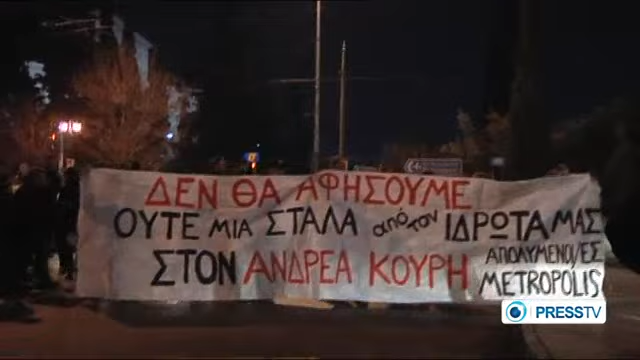 ΔΕΝ ΘΑ ΑΦΗΣΟΥΜΕ
ΟΥΤΕ ΜΙΑ ΣΤΑΛΑ από τον ΙΔΡΩΤΑ ΜΑΣ
ΣΤΟΝ ΑΝΔΡΕΑ ΚΟΥΡΗ
ΑΠΟΛΥΜΕΝΟΙ/ΕΣ
METROPOLIS
PRESSTV